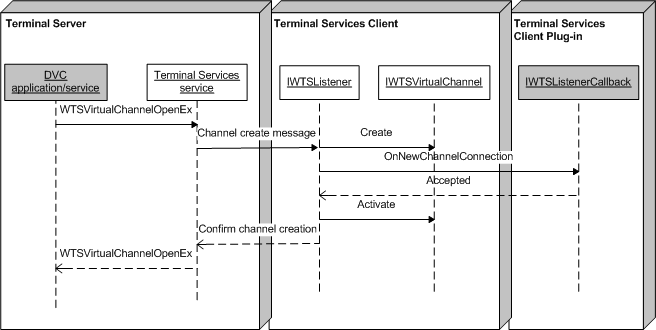 Terminal Server
Terminal Services Client
Terminal Services
Client Plug-in
DVC
application/service
Terminal Services
service
IWTSListener
IWTSVirtualChannel
IWTSListenerCallback
WTSVirtualChannelOpenEx
Channel create message
Create
OnNewChannelConnection
Accepted
Activate
Confirm channel creation
WTSVirtualChannelOpenEx